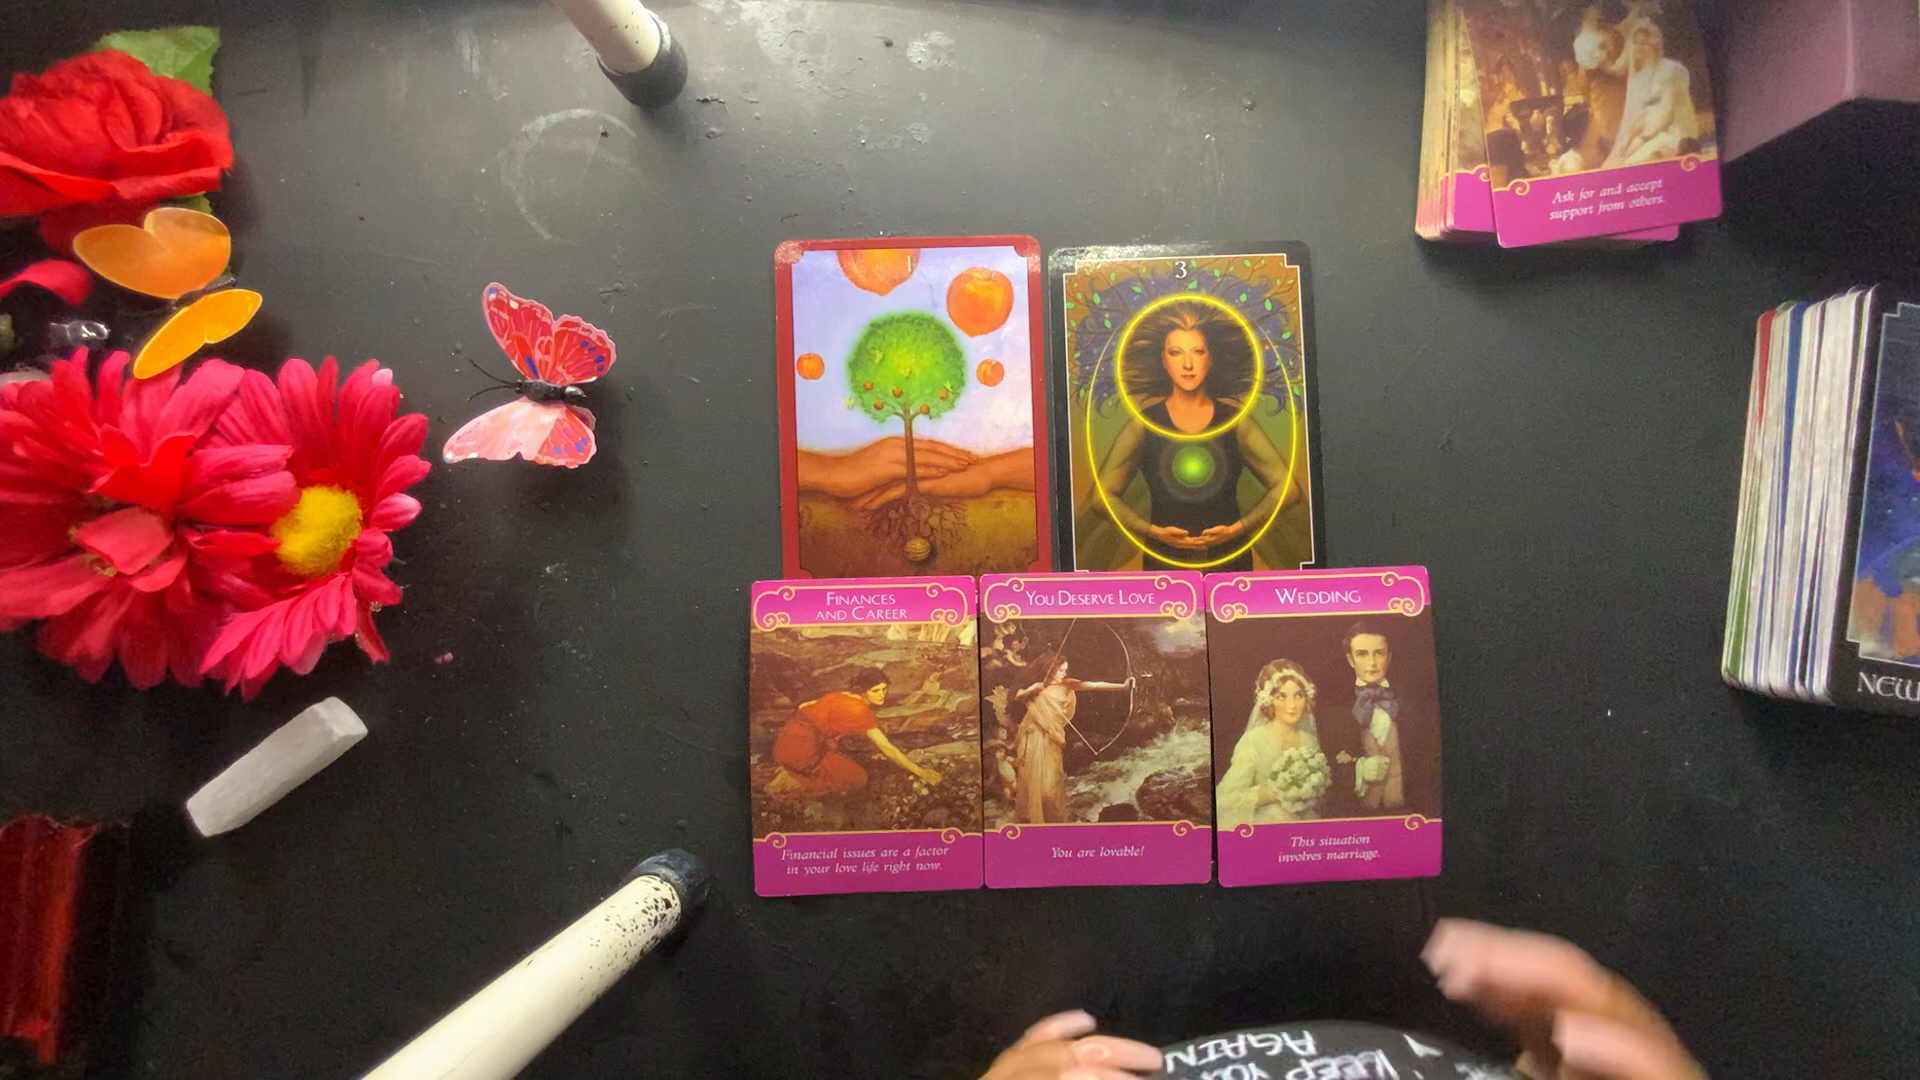 Ask for and accept
support from others.
1
3
FINANCES
AND CAREER
YOU DESERVE LOVE
WEDDING
Financial issues are a factor
in your love life right now.
You are lovable!
This situation
involves marriage.
KEEP
AGAIN